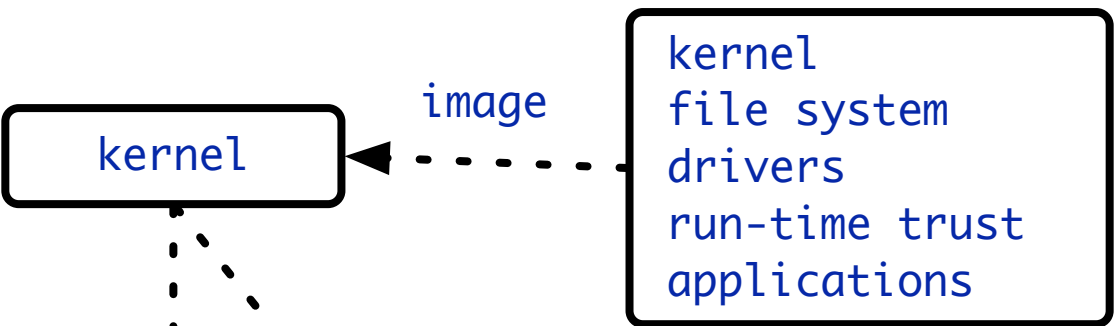 kernel
image
kernel
file system
drivers
run-time trust
applications